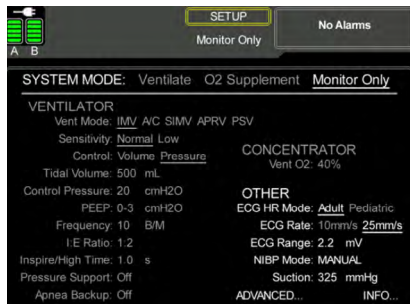 SETUP
Monitor Only
No Alarms
A B
SYSTEM MODE: Ventilate O2 Supplement Monitor Only
VENTILATOR
Vent Mode: IMV A/C SIMV APRV PSV
Sensitivity: Normal Low
Control: Volume Pressure
Tidal Volume: 500 mL
Control Pressure: 20 cmH2O
PEEP: 0-3 cmH2O
Frequency: 10 B/M
I:E Ratio: 1:2
Inspire/High Time: 1.0 s
Pressure Support: Off
Apnea Backup: Off
CONCENTRATOR
Vent O2: 40%
OTHER
ECG HR Mode: Adult Pediatric
ECG Rate: 10mm/s 25mm/s
ECG Range: 2.2 mV
NIBP Mode: MANUAL
Suction: 325 mmHg
ADVANCED... INFO...